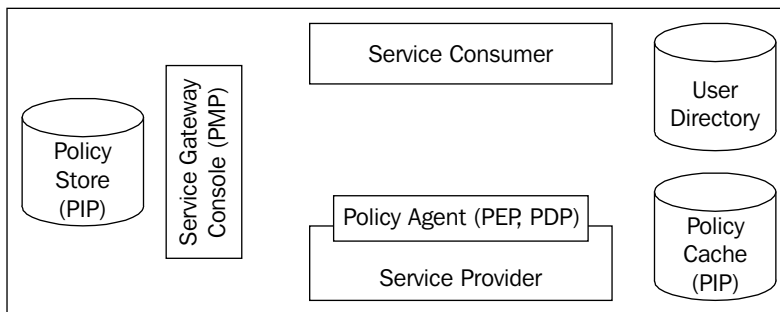 Policy
Store
(PIP)
Service Gateway
Console (PMP)
Service Consumer
User
Directory
Policy Agent (PEP, PDP)
Service Provider
Policy
Cache
(PIP)